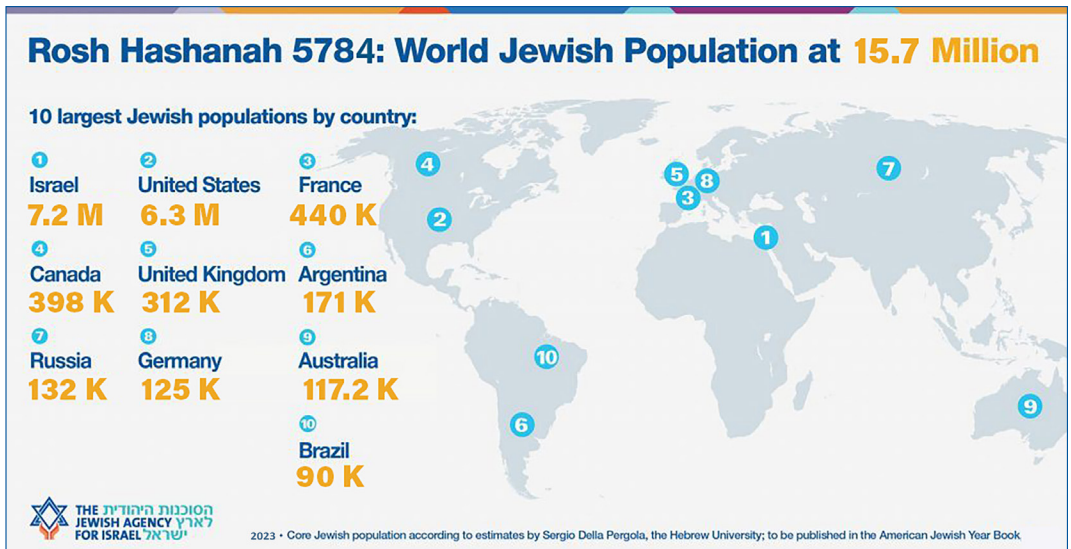 Rosh Hashanah 5784: World Jewish Population at 15.7 Million
10 largest Jewish populations by country:
1
Israel
7.2 M
2
United States
6.3 M
3
France
440 K
4
Canada
398 K
5
United Kingdom
312 K
6
Argentina
171 K
7
Russia
132 K
8
Germany
125 K
9
Australia
117.2 K
10
Brazil
90 K
4
2
5
8
3
7
1
10
6
9
THE הסוכנות היהודית
JEWISH AGENCY לארץ
FOR ISRAEL ישראל
2023 • Core Jewish population according to estimates by Sergio Della Pergola, the Hebrew University; to be published in the American Jewish Year Book